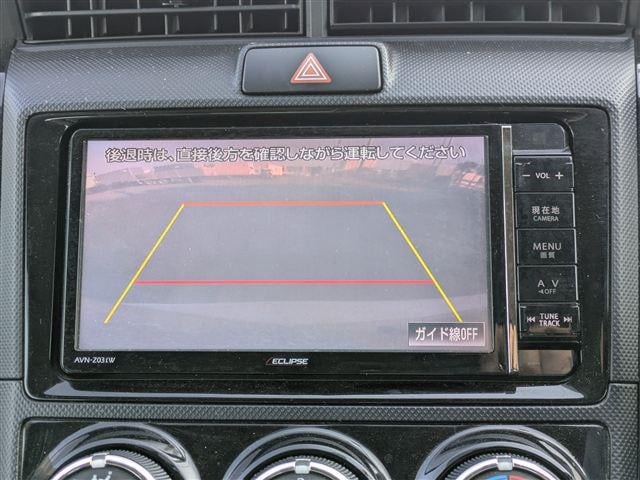 後退時は、直接後方を確認しながら運転してください
− VOL +
現在地
CAMERA
MENU
画質
A V
OFF
TUNE
TRACK
ガイド線OFF
AVN-Z03iW
ECLIPSE